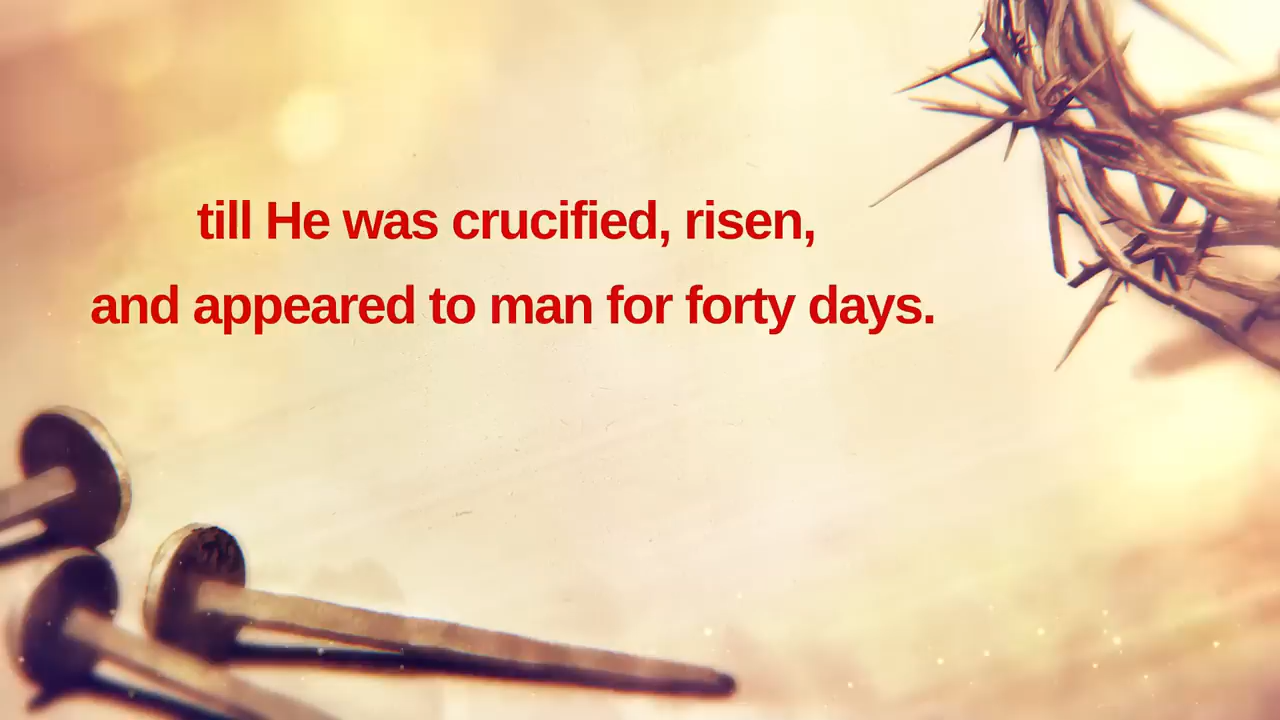 till He was crucified, risen,
and appeared to man for forty days.